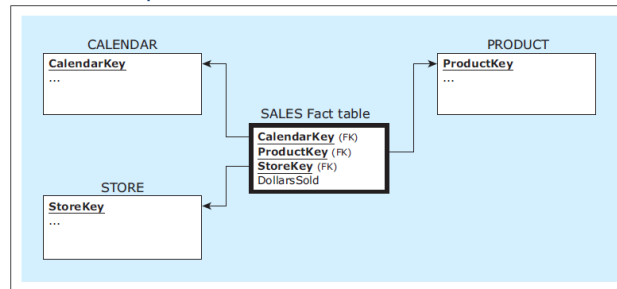 CALENDAR
CalendarKey
...
PRODUCT
ProductKey
...
SALES Fact table
CalendarKey (FK)
ProductKey (FK)
StoreKey (FK)
DollarsSold
STORE
StoreKey
...